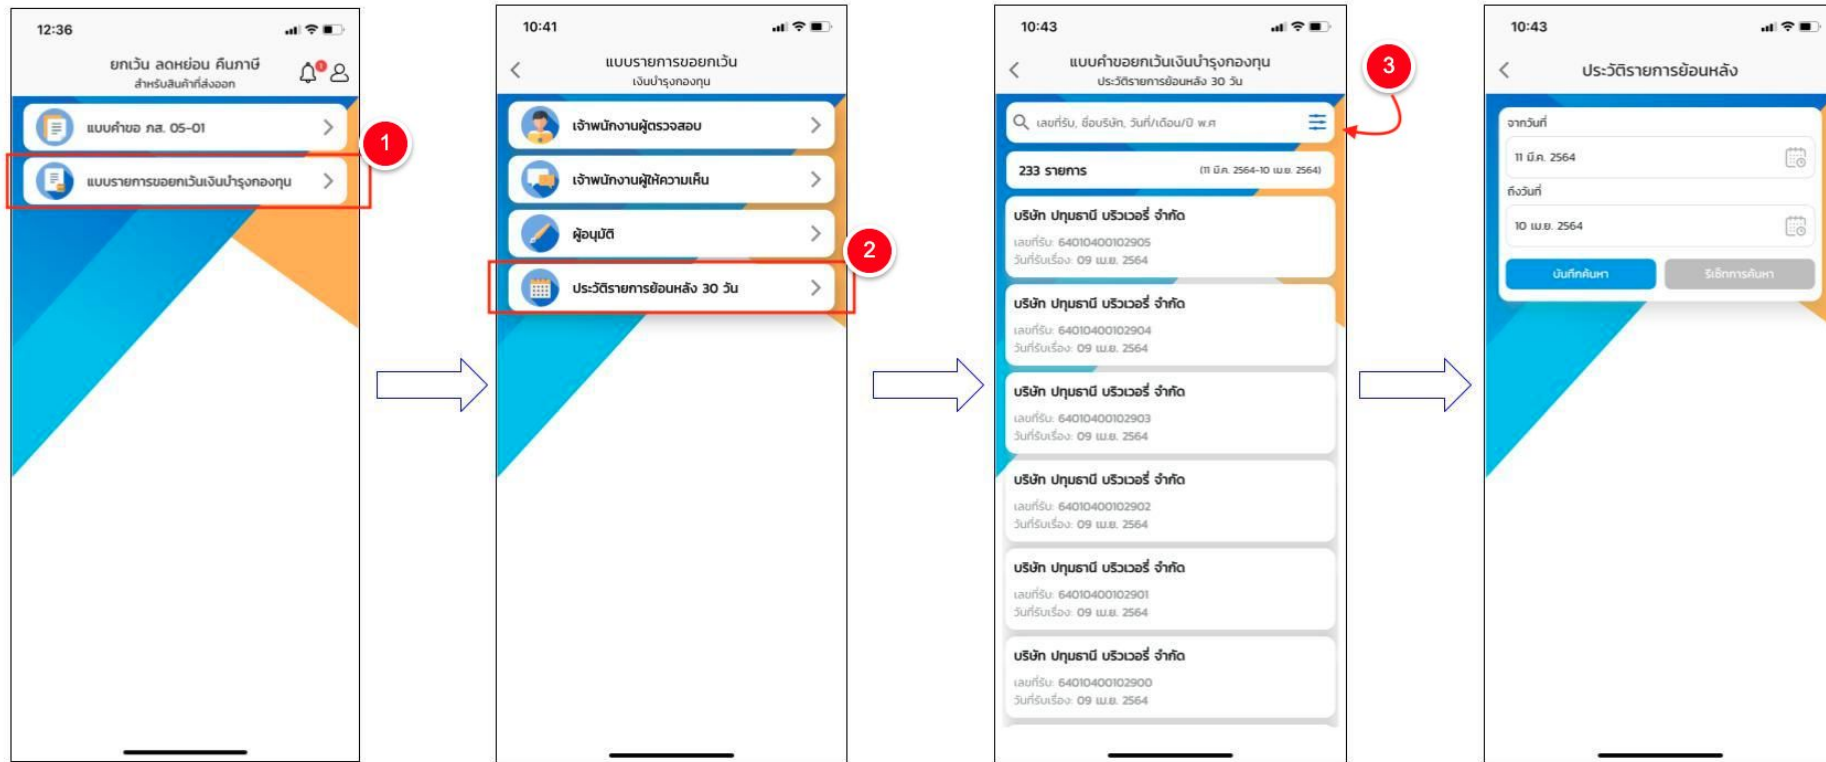 12:36
ยกเว้น ลดหย่อน คืนภาษี
สำหรับสินค้าที่ส่งออก
แบบคำขอ ภส. 05-01
แบบรายการขอยกเว้นเงินบำรุงกองทุน
1
10:41
แบบรายการขอยกเว้น
เงินบำรุงกองทุน
เจ้าพนักงานผู้ตรวจสอบ
เจ้าพนักงานผู้ให้ความเห็น
ผู้อนุมัติ
ประวัติรายการย้อนหลัง 30 วัน
2
10:43
แบบคำขอยกเว้นเงินบำรุงกองทุน
ประวัติรายการย้อนหลัง 30 วัน
3
เลขที่รับ, ชื่อบริษัท, วันที่/เดือน/ปี พ.ศ
233 รายการ (11 มี.ค. 2564-10 เม.ย. 2564)
บริษัท ปทุมธานี บริวเวอรี่ จำกัด
เลขที่รับ: 64010400102905
วันที่รับเรื่อง: 09 เม.ย. 2564
บริษัท ปทุมธานี บริวเวอรี่ จำกัด
เลขที่รับ: 64010400102904
วันที่รับเรื่อง: 09 เม.ย. 2564
บริษัท ปทุมธานี บริวเวอรี่ จำกัด
เลขที่รับ: 64010400102903
วันที่รับเรื่อง: 09 เม.ย. 2564
บริษัท ปทุมธานี บริวเวอรี่ จำกัด
เลขที่รับ: 64010400102902
วันที่รับเรื่อง: 09 เม.ย. 2564
บริษัท ปทุมธานี บริวเวอรี่ จำกัด
เลขที่รับ: 64010400102901
วันที่รับเรื่อง: 09 เม.ย. 2564
บริษัท ปทุมธานี บริวเวอรี่ จำกัด
เลขที่รับ: 64010400102900
วันที่รับเรื่อง: 09 เม.ย. 2564
10:43
ประวัติรายการย้อนหลัง
จากวันที่
11 มี.ค. 2564
ถึงวันที่
10 เม.ย. 2564
บันทึกค้นหา รีเซ็ทการค้นหา